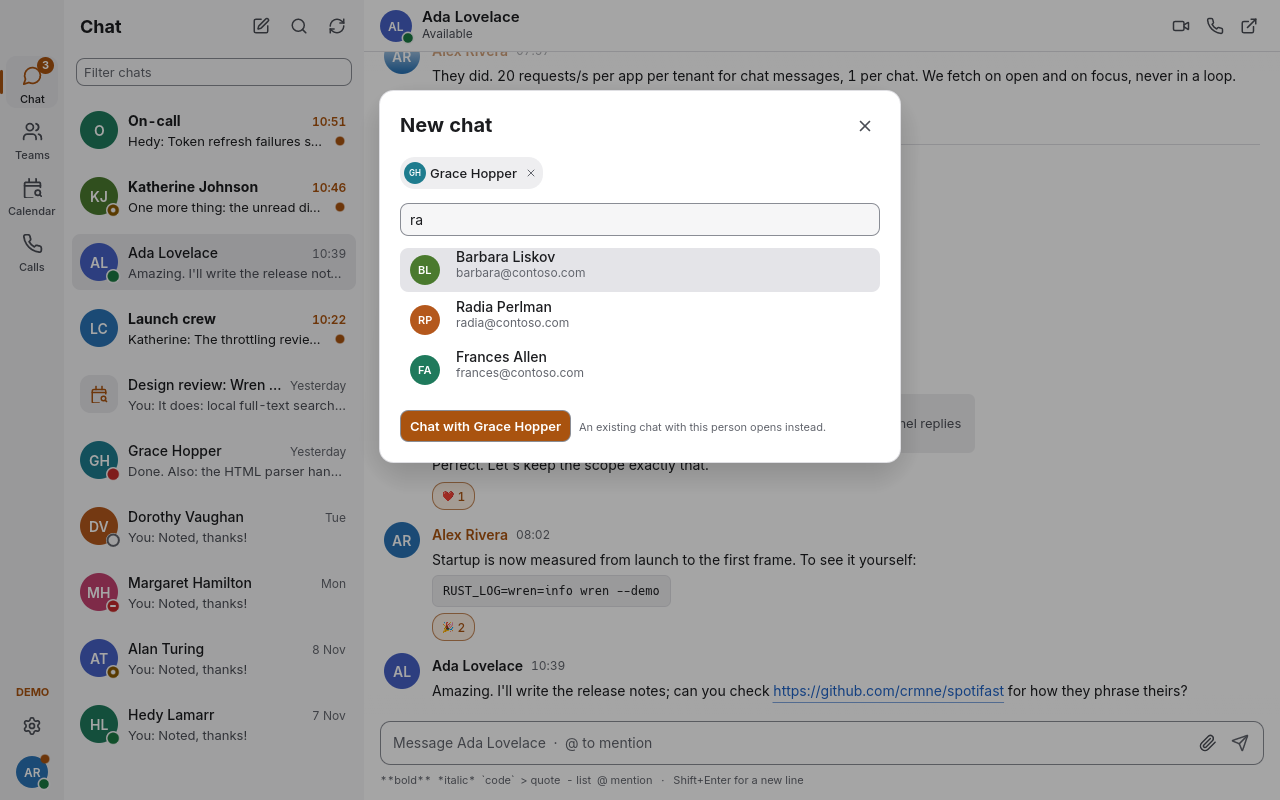 Chat
Filter chats
3
Chat
Teams
Calendar
Calls
DEMO
AR
O
On-call
10:51
Hedy: Token refresh failures s...
KJ
Katherine Johnson
10:46
One more thing: the unread di...
AL
Ada Lovelace
10:39
Amazing. I'll write the release not...
LC
Launch crew
10:22
Katherine: The throttling revie...
Design review: Wren ...
Yesterday
You: It does: local full-text search...
GH
Grace Hopper
Yesterday
Done. Also: the HTML parser han...
DV
Dorothy Vaughan
Tue
You: Noted, thanks!
MH
Margaret Hamilton
Mon
You: Noted, thanks!
AT
Alan Turing
8 Nov
You: Noted, thanks!
HL
Hedy Lamarr
7 Nov
You: Noted, thanks!
AL
Ada Lovelace
Available
AR
Alex Rivera
They did. 20 requests/s per app per tenant for chat messages, 1 per chat. We fetch on open and on focus, never in a loop.
New chat
GH Grace Hopper
ra
BL
Barbara Liskov
barbara@contoso.com
RP
Radia Perlman
radia@contoso.com
FA
Frances Allen
frances@contoso.com
Chat with Grace Hopper
An existing chat with this person opens instead.
replies
Perfect. Let's keep the scope exactly that.
❤️ 1
AR
Alex Rivera 08:02
Startup is now measured from launch to the first frame. To see it yourself:
RUST_LOG=wren=info wren --demo
🎉 2
AL
Ada Lovelace 10:39
Amazing. I'll write the release notes; can you check https://github.com/crmne/spotifast for how they phrase theirs?
Message Ada Lovelace · @ to mention
**bold** *italic* `code` > quote - list @ mention · Shift+Enter for a new line